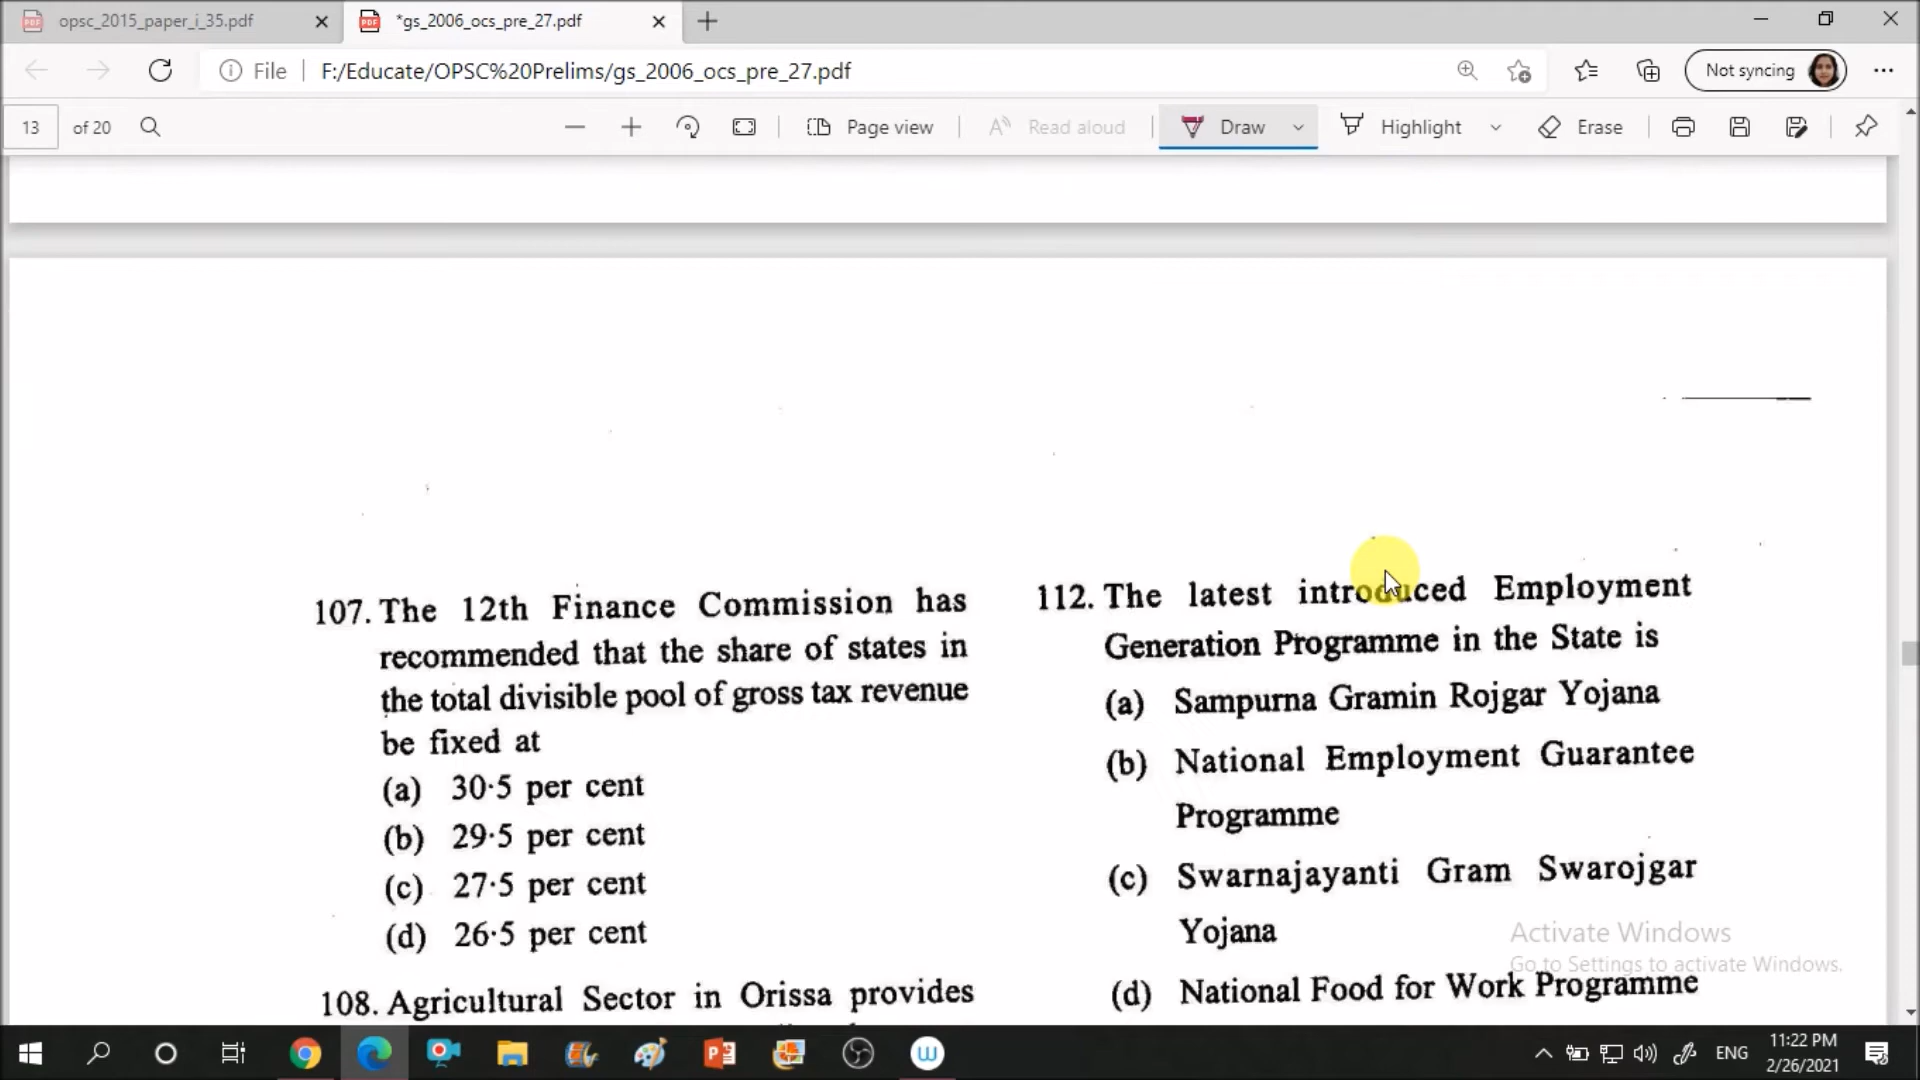 opsc_2015_paper_i_35.pdf
*gs_2006_ocs_pre_27.pdf
File
F:/Educate/OPSC%20Prelims/gs_2006_ocs_pre_27.pdf
Not syncing
13
of 20
Page view
Read aloud
Draw
Highlight
Erase
107. The 12th Finance Commission has
recommended that the share of states in
the total divisible pool of gross tax revenue
be fixed at
(a) 30·5 per cent
(b) 29·5 per cent
(c) 27·5 per cent
(d) 26·5 per cent
108. Agricultural Sector in Orissa provides
112. The latest introduced Employment
Generation Programme in the State is
(a) Sampurna Gramin Rojgar Yojana
(b) National Employment Guarantee
Programme
(c) Swarnajayanti Gram Swarojgar
Yojana
(d) National Food for Work Programme
Activate Windows
Go to Settings to activate Windows.
ENG
11:22 PM
2/26/2021